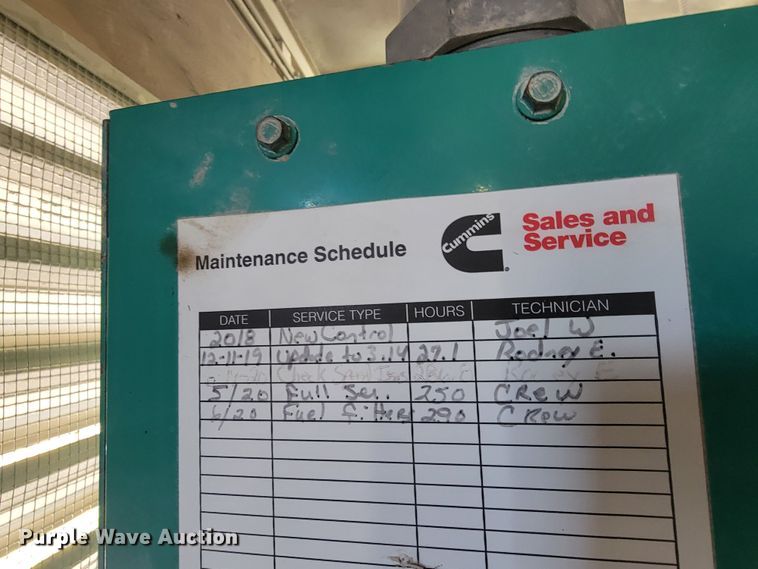 Maintenance Schedule
Cummins
Sales and
Service
DATE SERVICE TYPE HOURS TECHNICIAN
2018 New Control Joel W
12-11-19 update to 3.14 27.1 Rodney E.
Check
5/20 Full Ser. 250 CREW
6/20 Fuel filters 290 CREW
Purple Wave Auction